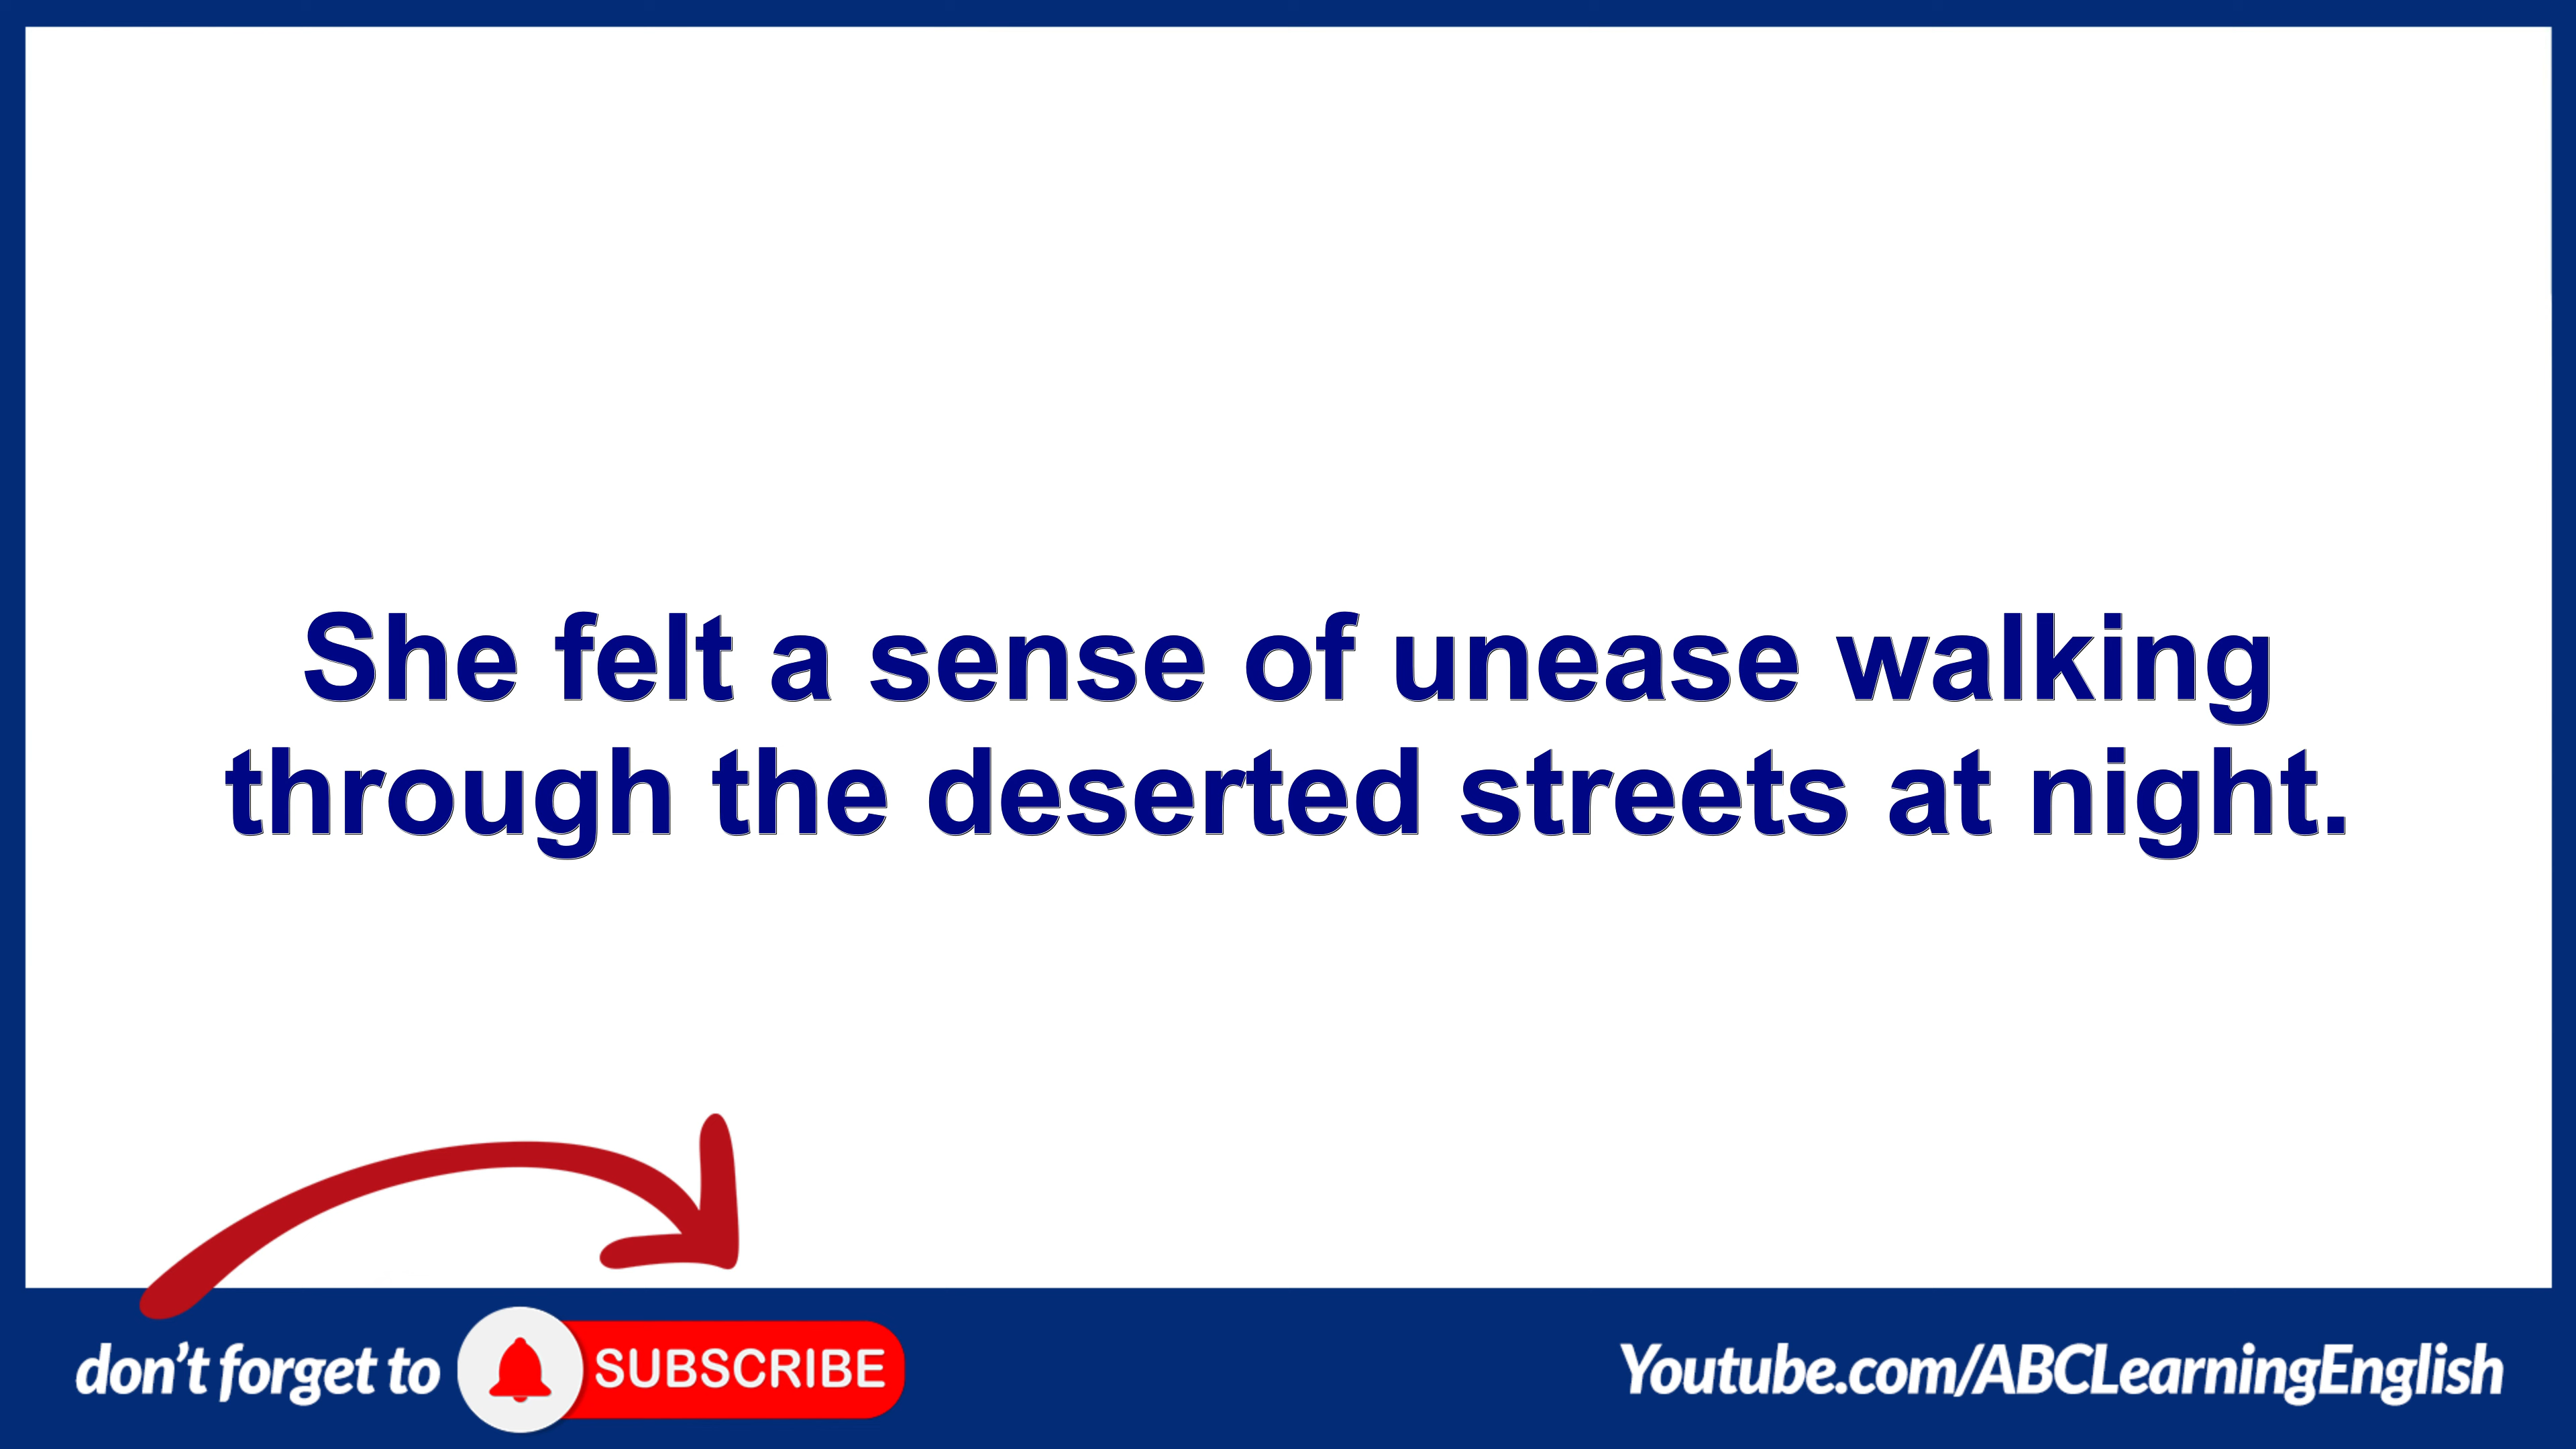 She felt a sense of unease walking
through the deserted streets at night.
don't forget to SUBSCRIBE
Youtube.com/ABCLearningEnglish